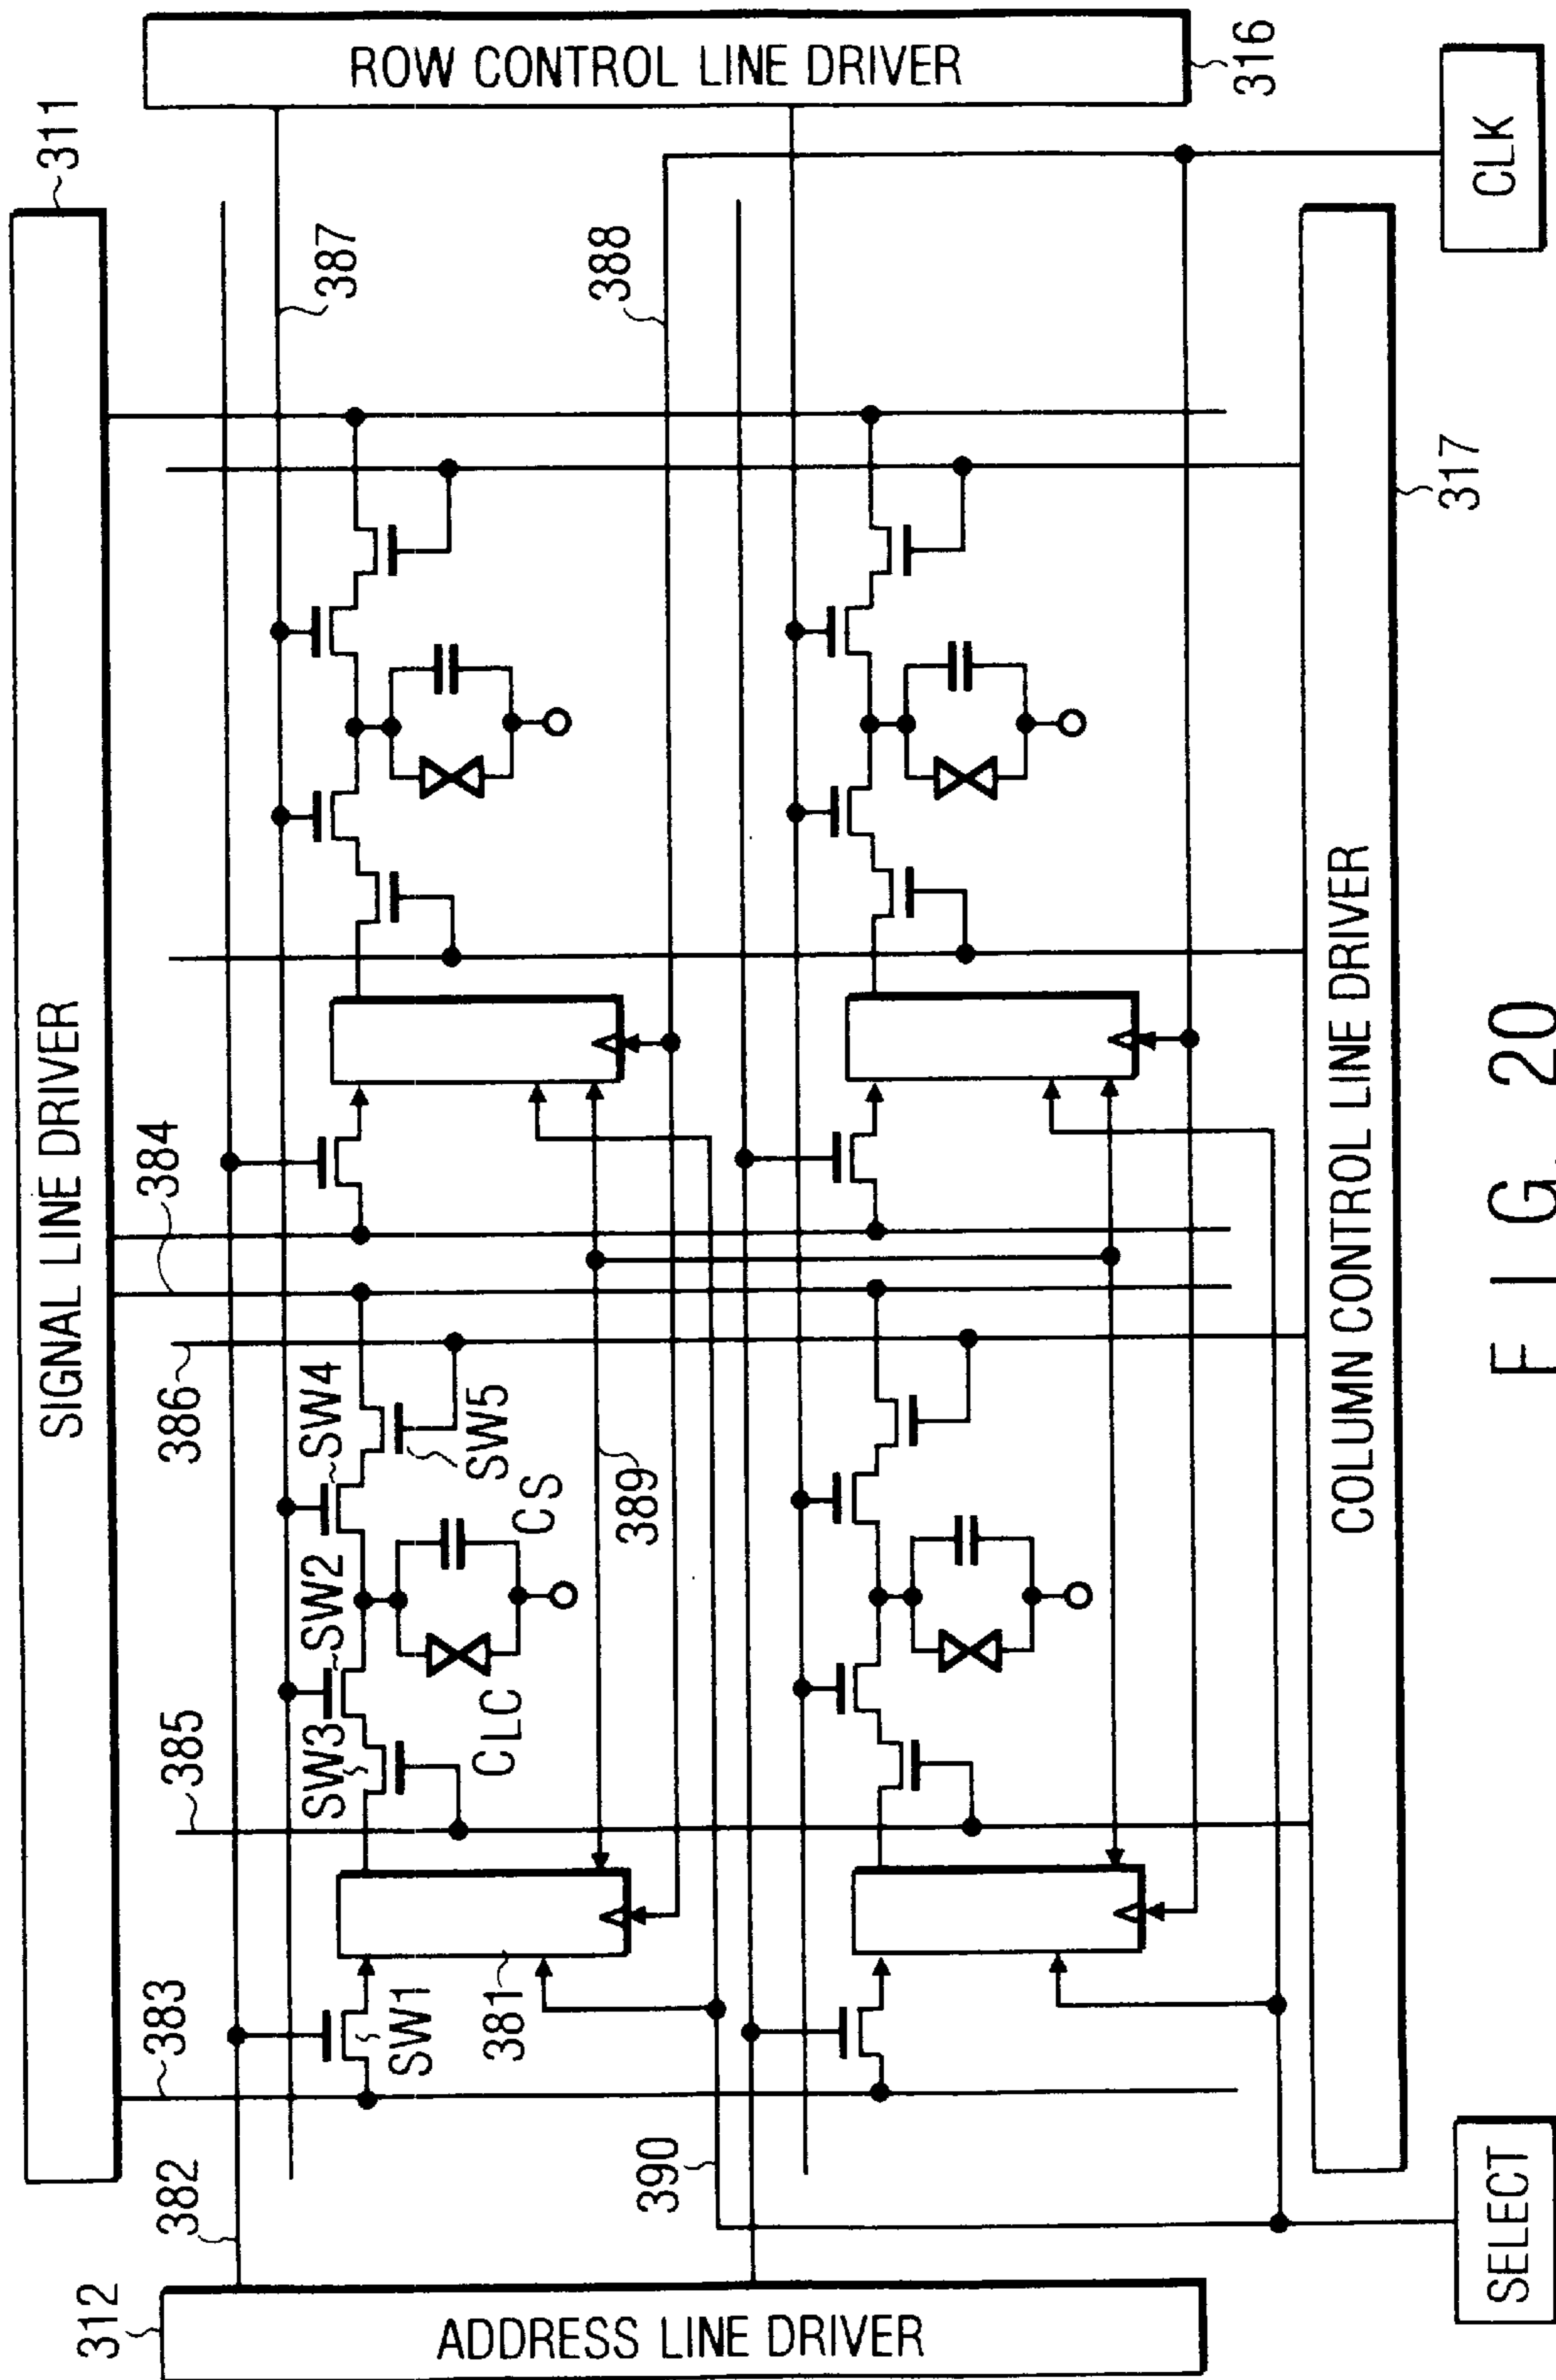 311
SIGNAL LINE DRIVER
312
382
383
385
386
384
387
ROW CONTROL LINE DRIVER
316
SW1
SW3
SW2
SW4
SW5
381
CLC
CS
389
388
390
ADDRESS LINE DRIVER
COLUMN CONTROL LINE DRIVER
317
SELECT
CLK
FIG. 20